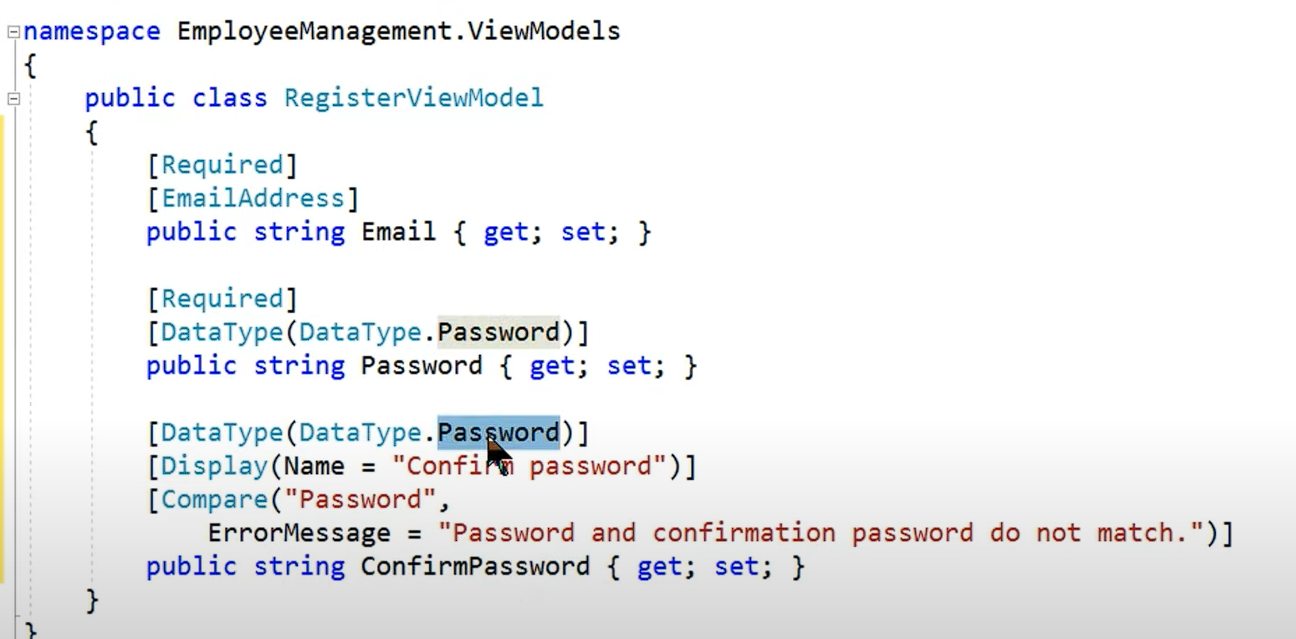 namespace EmployeeManagement.ViewModels
{
public class RegisterViewModel
{
[Required]
[EmailAddress]
public string Email { get; set; }
[Required]
[DataType(DataType.Password)]
public string Password { get; set; }
[DataType(DataType.Password)]
[Display(Name = "Confirm password")]
[Compare("Password",
ErrorMessage = "Password and confirmation password do not match.")]
public string ConfirmPassword { get; set; }
}
}